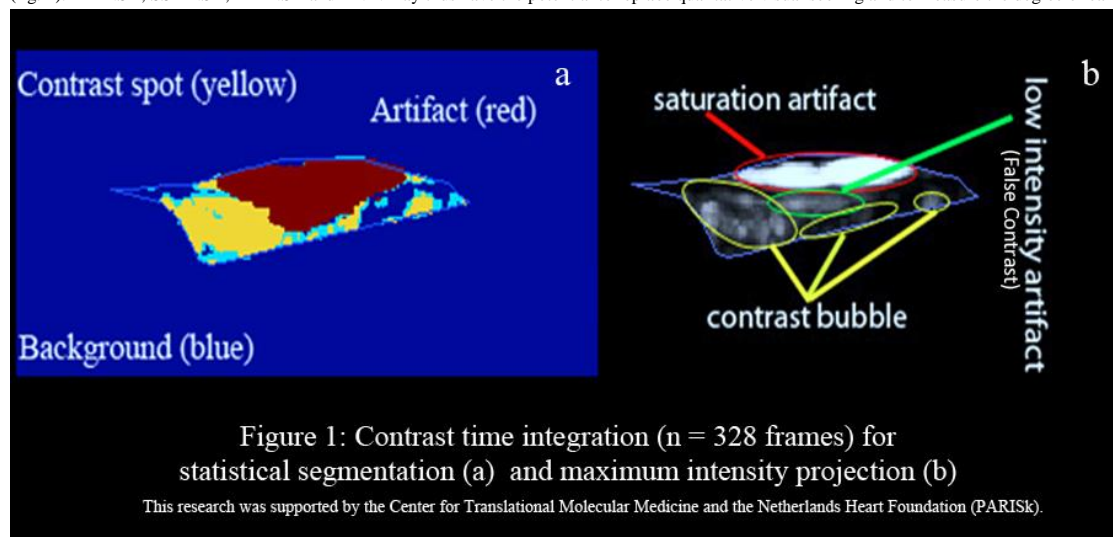 Contrast spot (yellow)
a
Artifact (red)
Background (blue)
b
saturation artifact
low intensity artifact
(False Contrast)
contrast bubble
Figure 1: Contrast time integration (n = 328 frames) for
statistical segmentation (a) and maximum intensity projection (b)
This research was supported by the Center for Translational Molecular Medicine and the Netherlands Heart Foundation (PARISk).